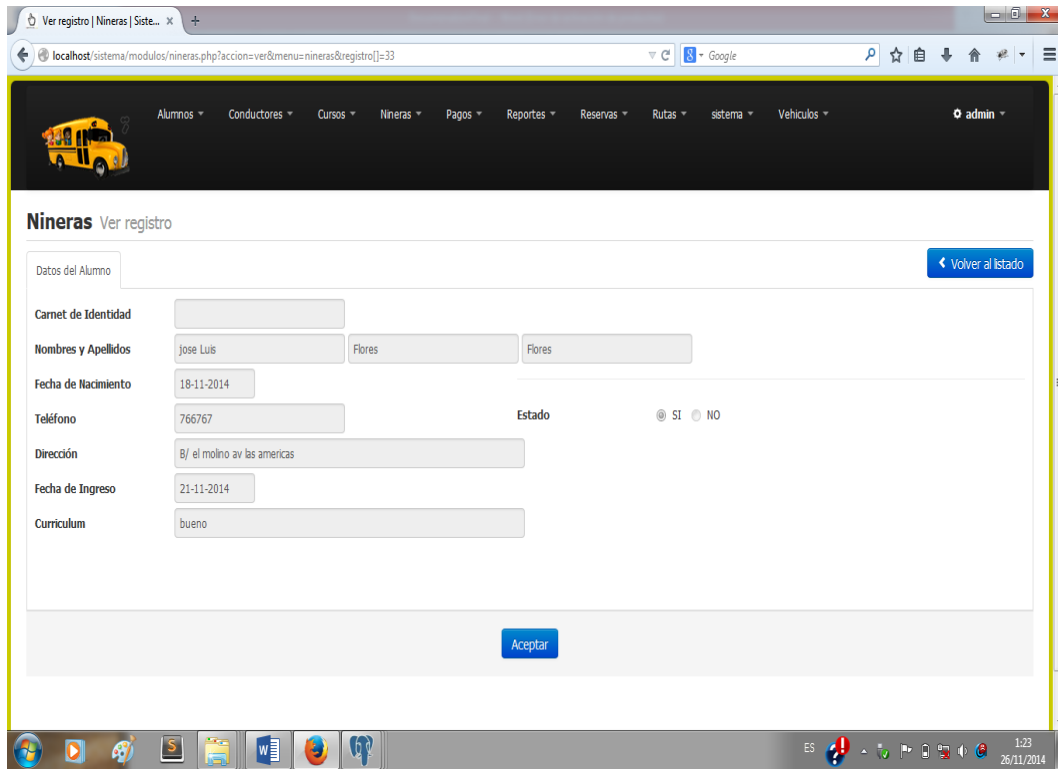 Ver registro | Nineras | Siste...
localhost/sistema/modulos/nineras.php?accion=ver&menu=nineras&registro[]=33
Google
Alumnos Conductores Cursos Nineras Pagos Reportes Reservas Rutas sistema Vehiculos admin
Nineras Ver registro
Datos del Alumno
Volver al listado
Carnet de Identidad
Nombres y Apellidos jose Luis Flores Flores
Fecha de Nacimiento 18-11-2014
Teléfono 766767 Estado SI NO
Dirección B/ el molino av las americas
Fecha de Ingreso 21-11-2014
Curriculum bueno
Aceptar
ES 1:23
26/11/2014